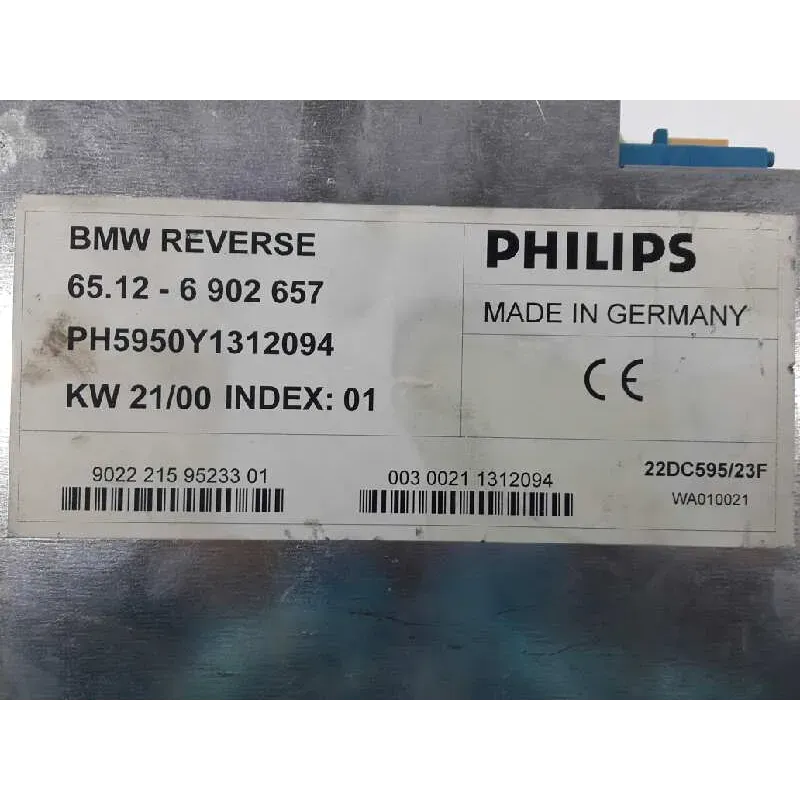 BMW REVERSE
65.12 - 6 902 657
PH5950Y1312094
KW 21/00 INDEX: 01
PHILIPS
MADE IN GERMANY
CE
9022 215 95233 01
003 0021 1312094
22DC595/23F
WA010021